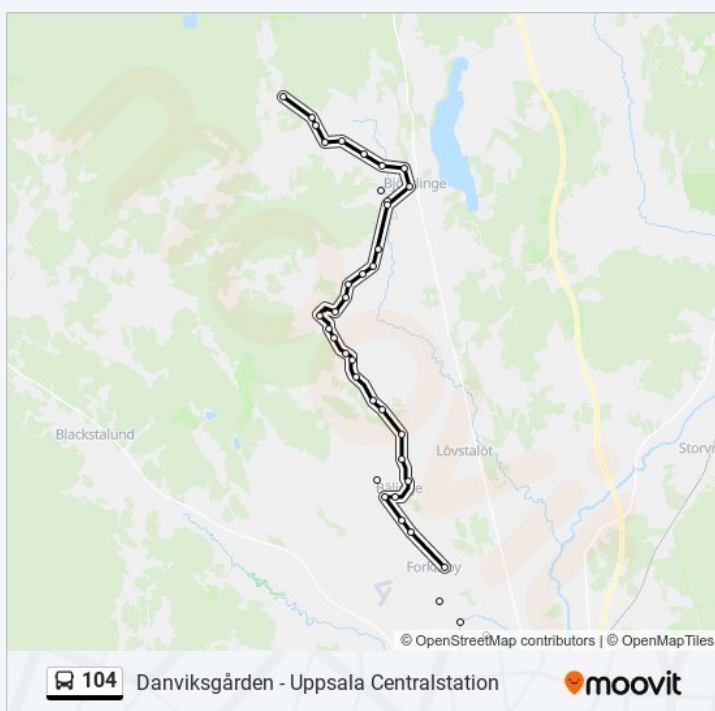 Blackstalund
Lövstalöt
© OpenStreetMap contributors | © OpenMapTiles
104 Danviksgården - Uppsala Centralstation
moovit